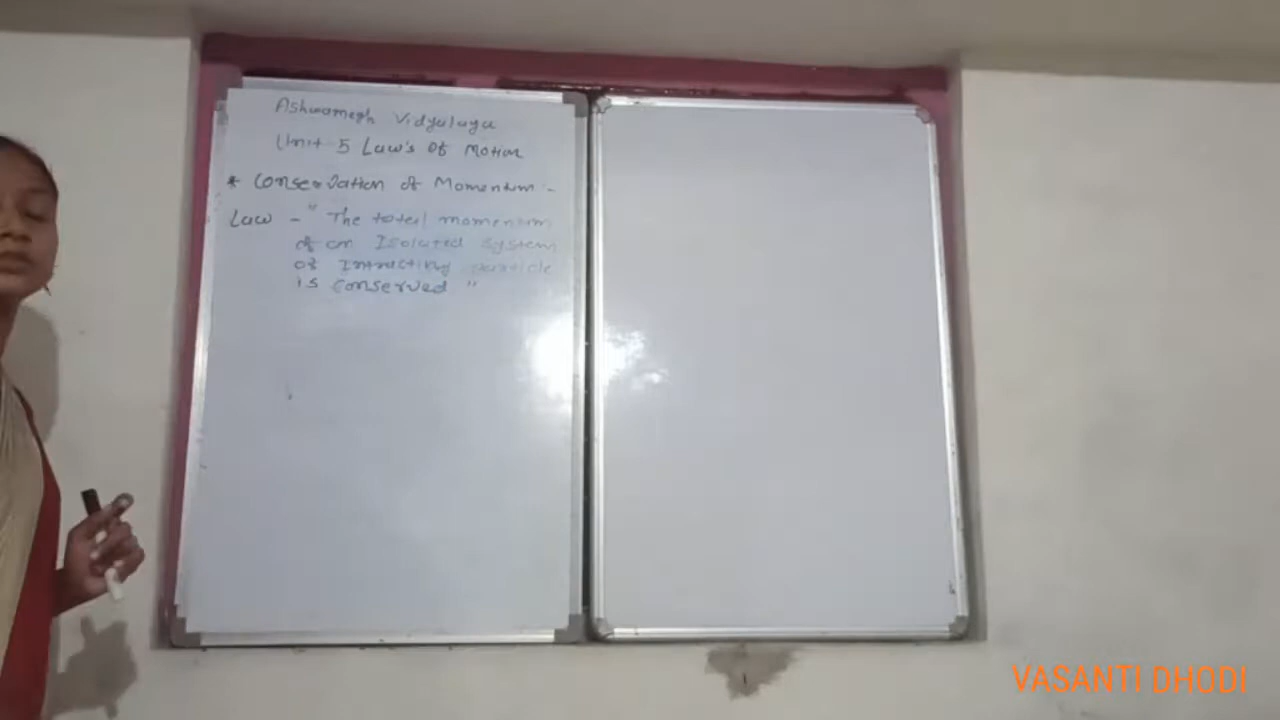 Ashwamegh Vidyalaya
Unit 5 Law's Of Motion
* Conservation of Momentum :-
Law - " The total momentum
of an Isolated system
of Intracting particle
is Conserved "
VASANTI DHODI